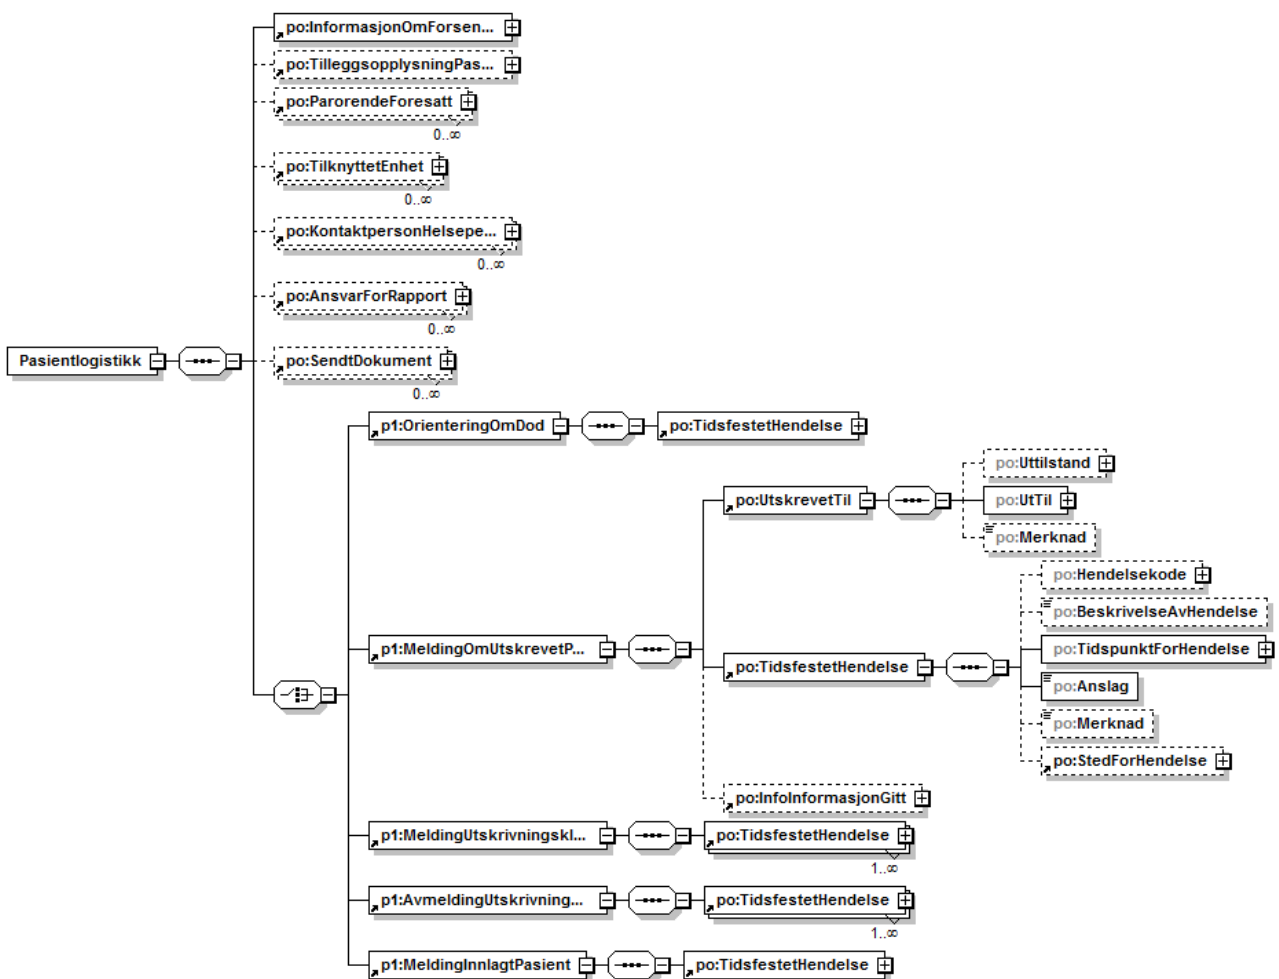 po:InformasjonOmForsen...
po:TilleggsopplysningPas...
po:ParorendeForesatt
0..∞
po:TilknyttetEnhet
0..∞
po:KontaktpersonHelsepe...
0..∞
po:AnsvarForRapport
0..∞
Pasientlogistikk
po:SendtDokument
0..∞
p1:OrienteringOmDod
po:TidsfestetHendelse
po:Uttilstand
po:UtskrevetTil
po:UtTil
po:Merknad
po:Hendelsekode
po:BeskrivelseAvHendelse
p1:MeldingOmUtskrevetP...
po:TidspunktForHendelse
po:TidsfestetHendelse
po:Anslag
po:Merknad
po:StedForHendelse
po:InfoInformasjonGitt
p1:MeldingUtskrivningskl...
po:TidsfestetHendelse
1..∞
p1:AvmeldingUtskrivning...
po:TidsfestetHendelse
1..∞
p1:MeldingInnlagtPasient
po:TidsfestetHendelse